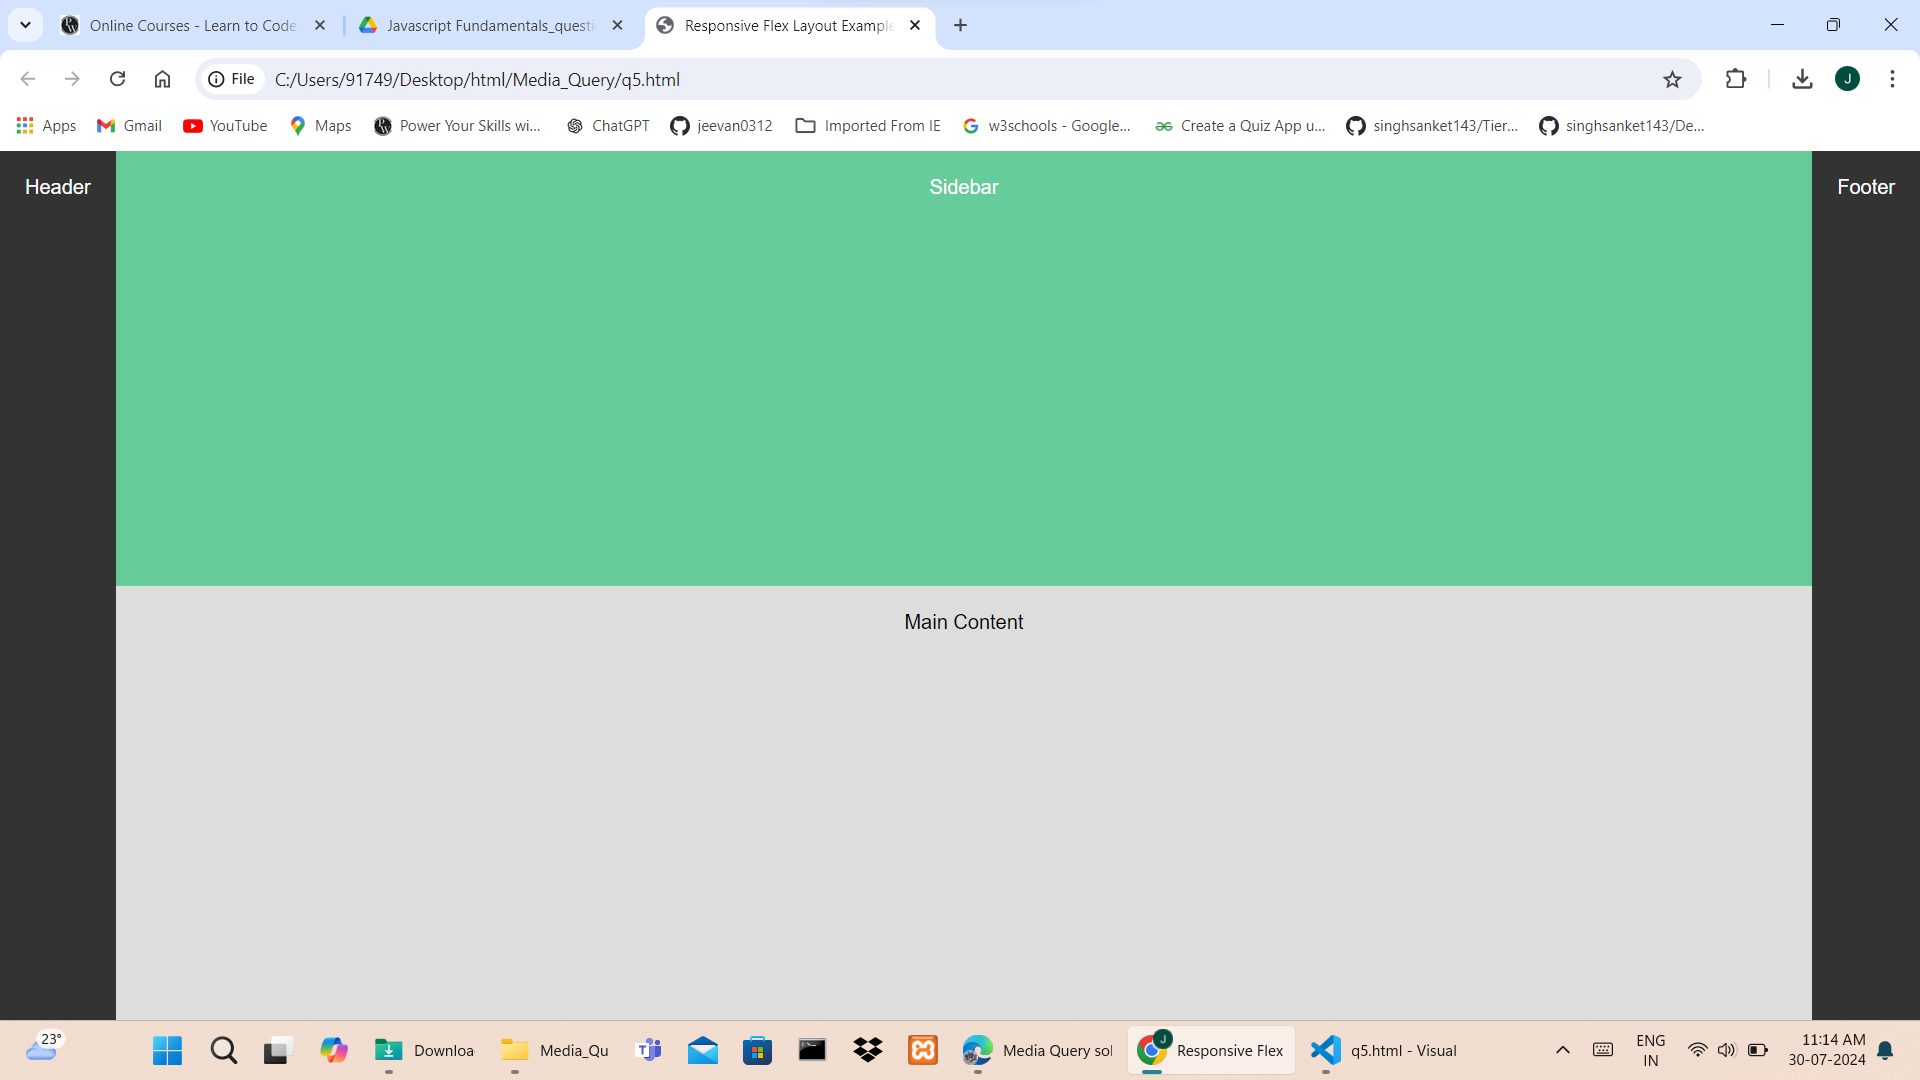 Online Courses - Learn to Code
Javascript Fundamentals_questi
Responsive Flex Layout Example
File
C:/Users/91749/Desktop/html/Media_Query/q5.html
J
Apps
Gmail
YouTube
Maps
Power Your Skills wi...
ChatGPT
jeevan0312
Imported From IE
w3schools - Google...
Create a Quiz App u...
singhsanket143/Tier...
singhsanket143/De...
Header
Sidebar
Footer
Main Content
23°
Downloa
Media_Qu
Media Query sol
J
Responsive Flex
q5.html - Visual
ENG
IN
11:14 AM
30-07-2024